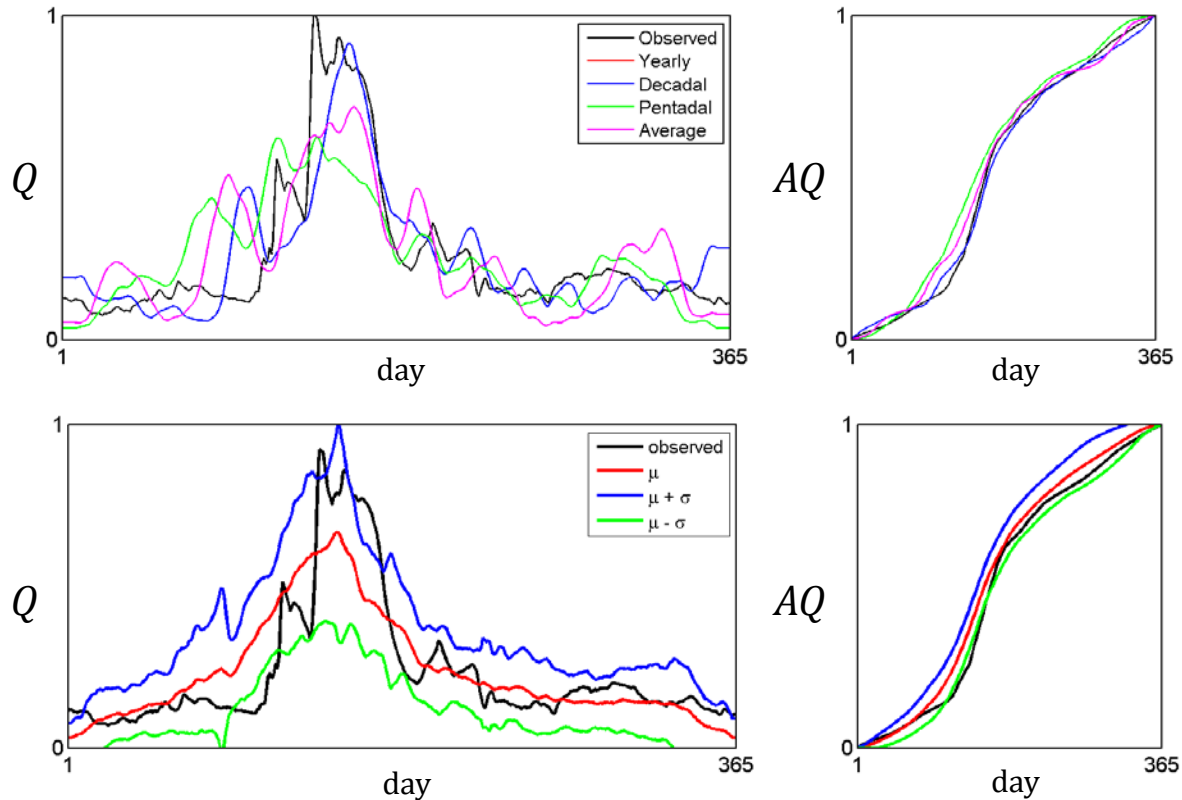 1
Observed
Yearly
Decadal
Pentadal
Average
Q
0
1
365
day
1
AQ
0
1
365
day
1
observed
μ
μ + σ
μ - σ
Q
0
1
365
day
1
AQ
0
1
365
day